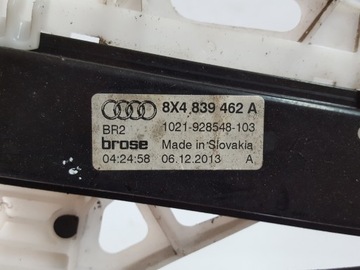 8X4 839 462 A
BR2 1021-928548-103
brose Made in Slovakia
04:24:58 06.12.2013 A